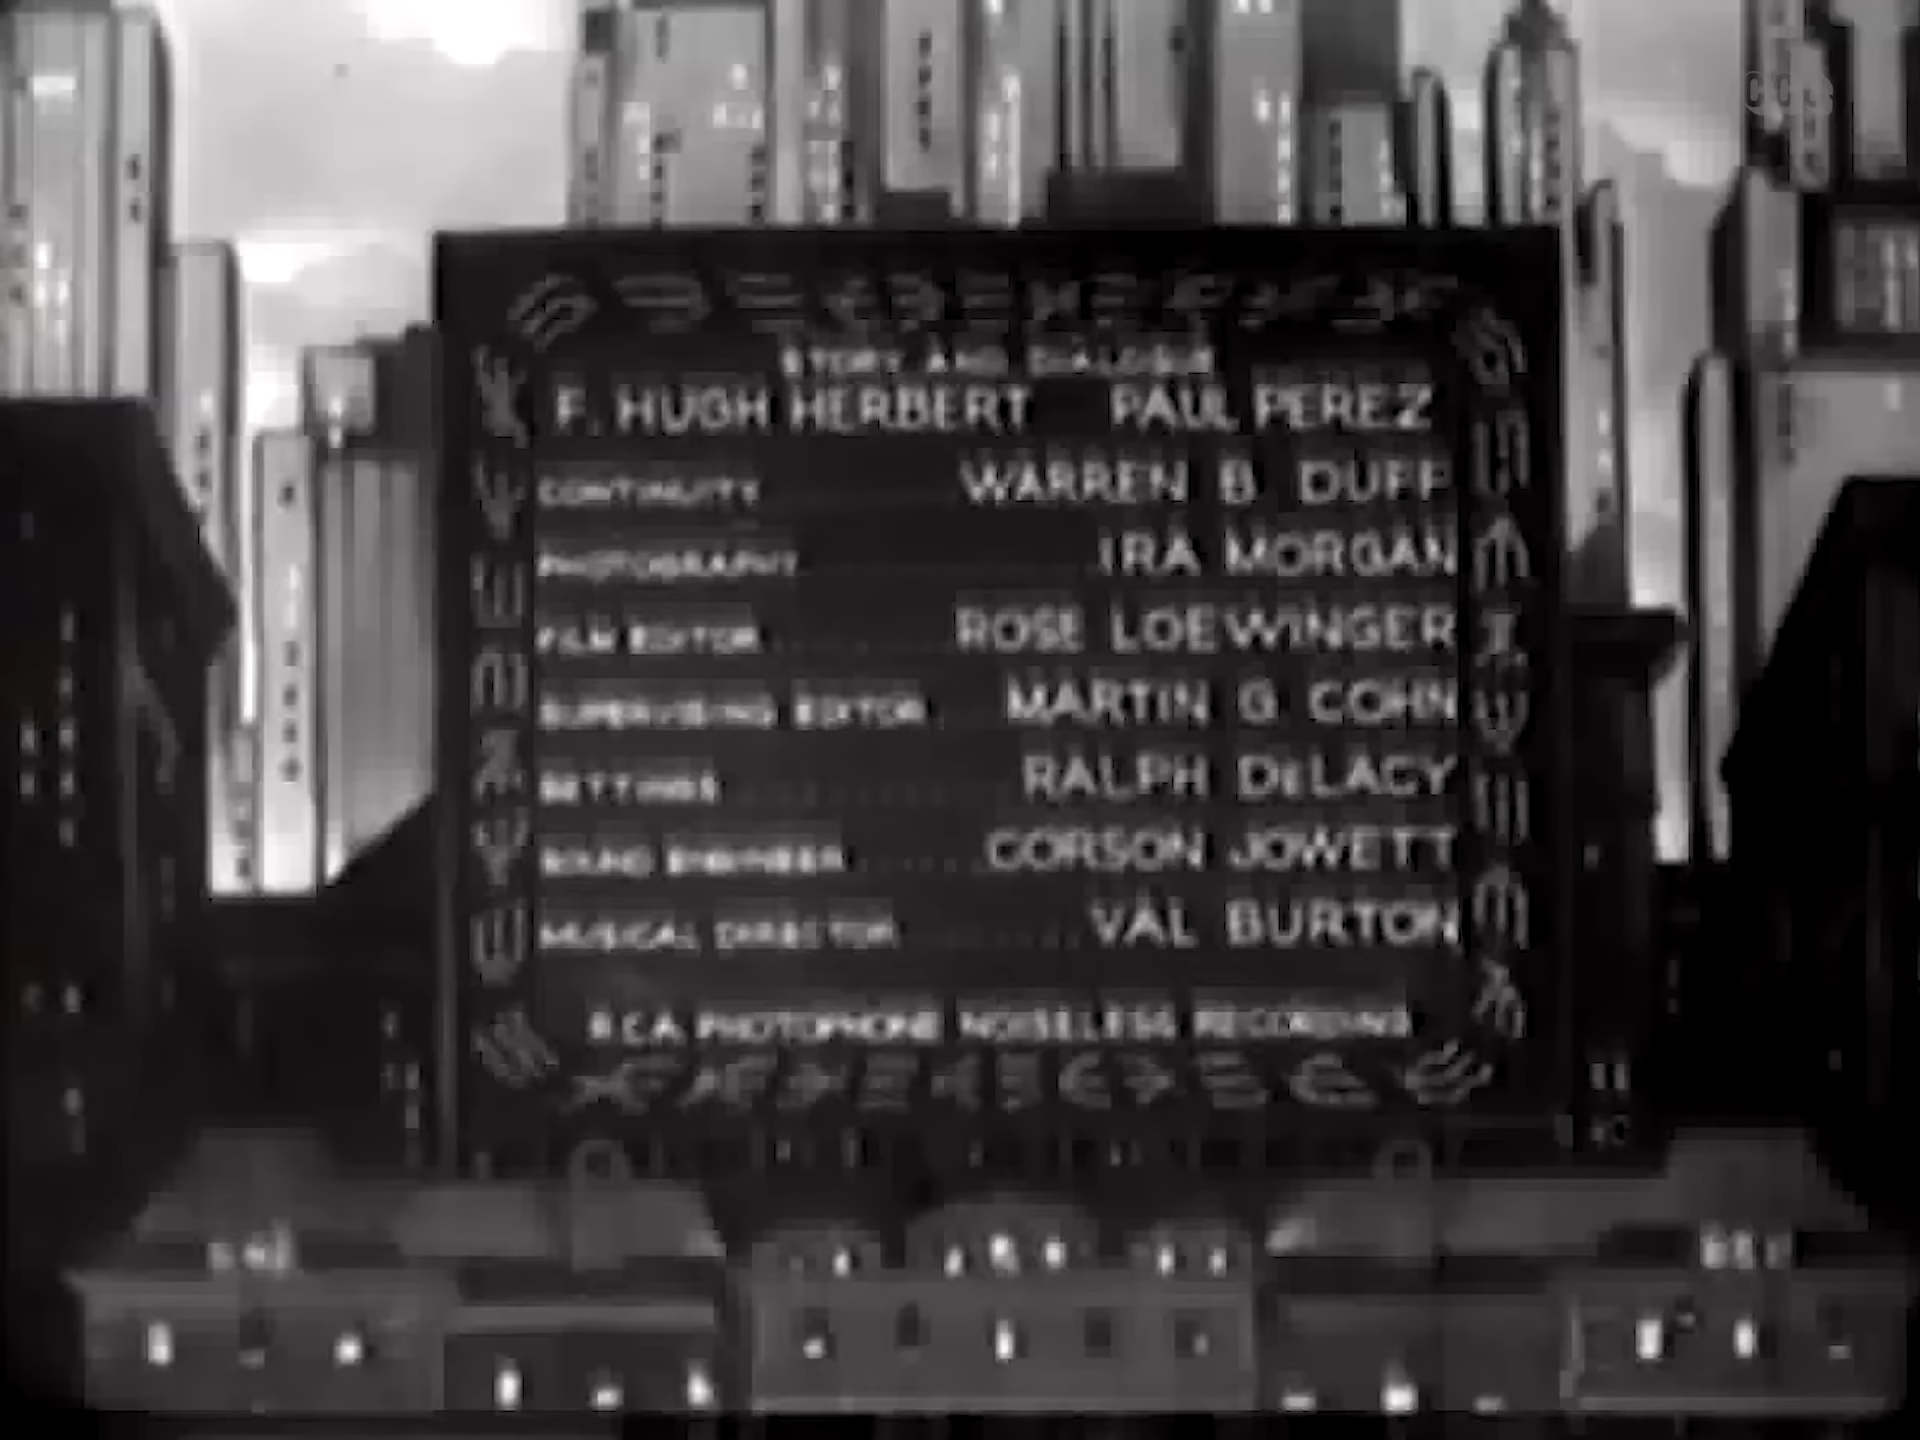 STORY AND DIALOGUE
F. HUGH HERBERT PAUL PEREZ
CONTINUITY WARREN B. DUFF
PHOTOGRAPHY IRA MORGAN
FILM EDITOR ROSE LOEWINGER
SUPERVISING EDITOR MARTIN G. COHN
SETTINGS RALPH DeLACY
SOUND ENGINEER CORSON JOWETT
MUSICAL DIRECTOR VAL BURTON
RCA PHOTOPHONE NOISELESS RECORDING